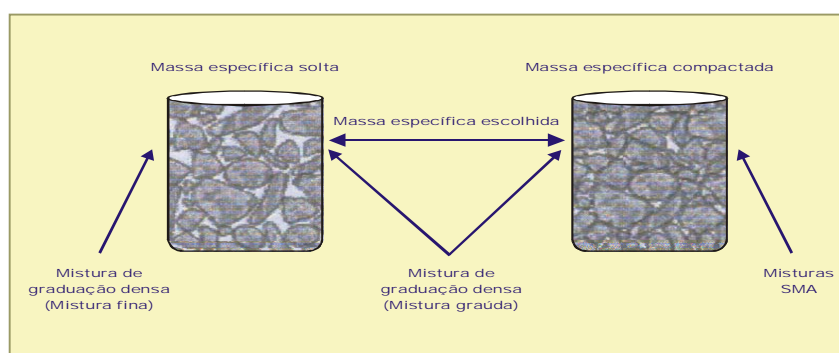 Massa específica solta
Massa específica compactada
Massa específica escolhida
Mistura de
graduação densa
(Mistura fina)
Mistura de
graduação densa
(Mistura graúda)
Misturas
SMA